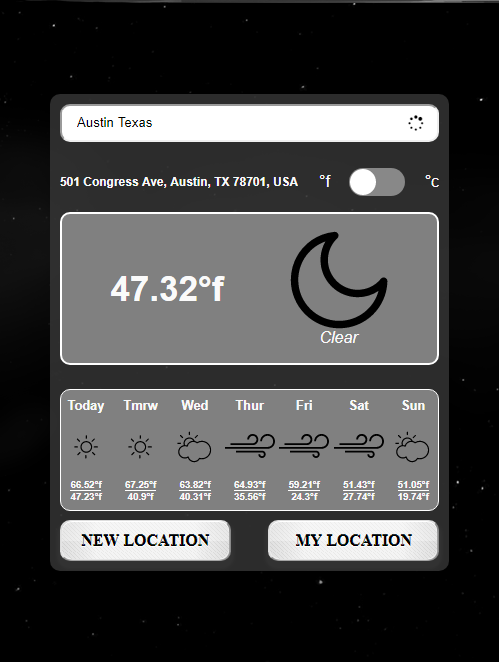 Austin Texas
501 Congress Ave, Austin, TX 78701, USA °f °c
47.32°f
Clear
Today Tmrw Wed Thur Fri Sat Sun
66.52°f 67.25°f 63.82°f 64.93°f 59.21°f 51.43°f 51.05°f
47.23°f 40.9°f 40.31°f 35.56°f 24.3°f 27.74°f 19.74°f
NEW LOCATION MY LOCATION